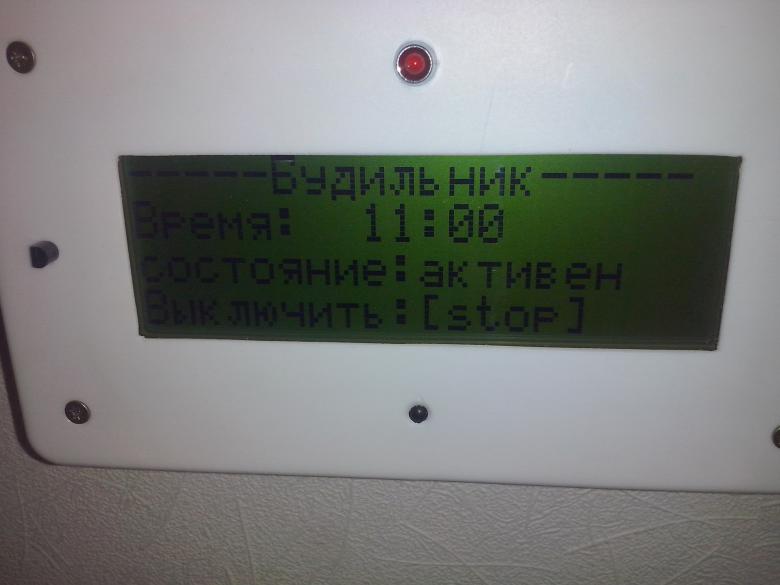 -----Будильник-----
Время:   11:00
состояние:активен
Выключить:[stop]